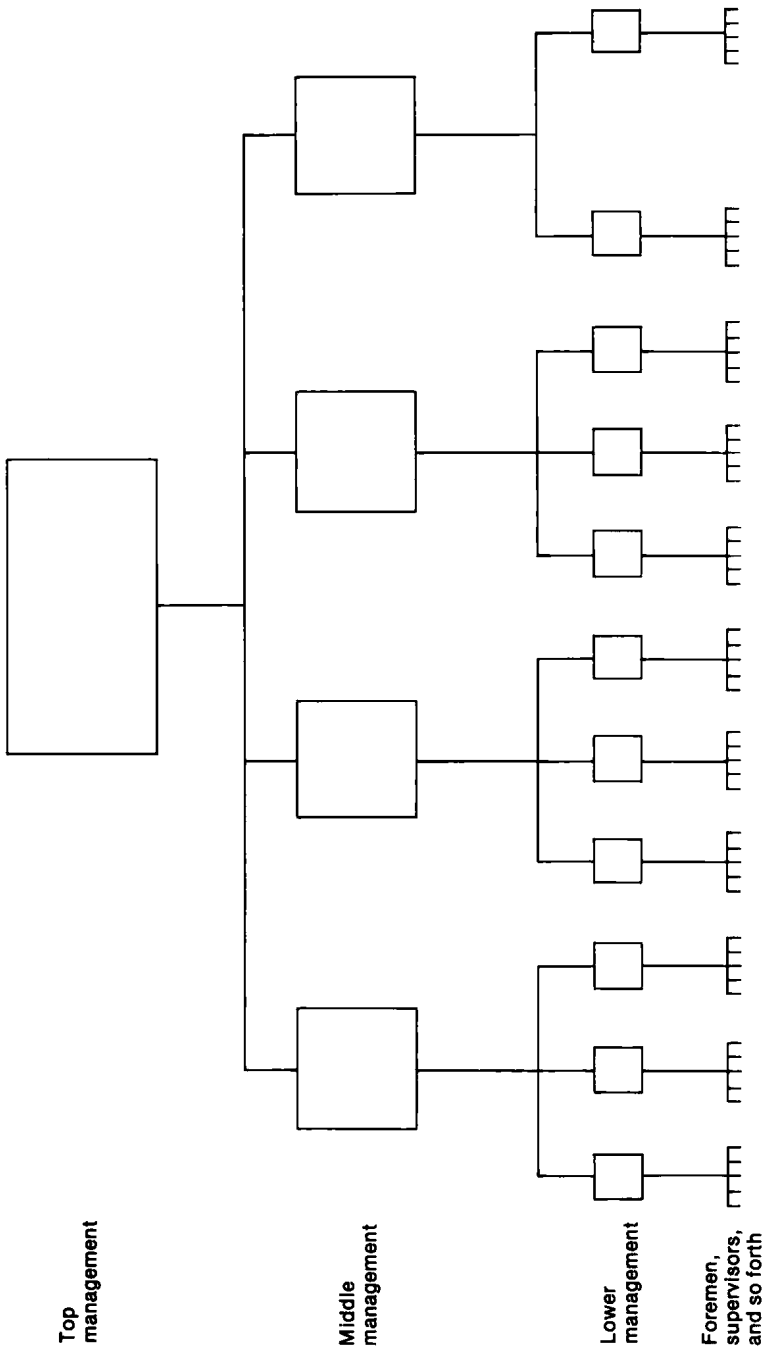 Top
management
Middle
management
Lower
management
Foremen,
supervisors,
and so forth